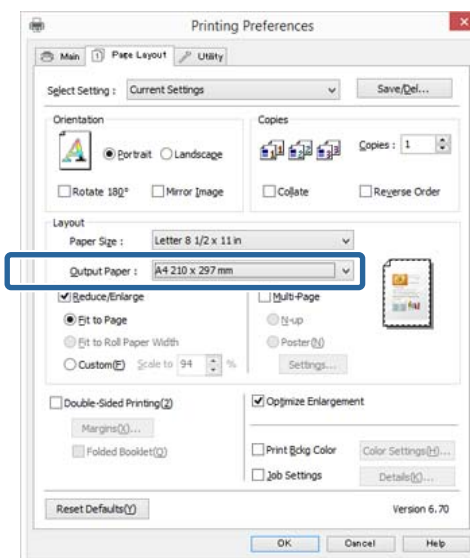 Printing Preferences
Main Page Layout Utility
Select Setting : Current Settings Save/Del...
Orientation Copies
Portrait Landscape Copies : 1
Rotate 180° Mirror Image Collate Reverse Order
Layout
Paper Size : Letter 8 1/2 x 11 in
Output Paper : A4 210 x 297 mm
Reduce/Enlarge Multi-Page
Fit to Page N-up
Fit to Roll Paper Width Poster(N)
Custom(F) Scale to 94 % Settings...
Double-Sided Printing(2) Optimize Enlargement
Margins(X)...
Folded Booklet(Q) Print Bckg Color Color Settings(H)...
Job Settings Details(K)...
Reset Defaults(Y) Version 6.70
OK Cancel Help